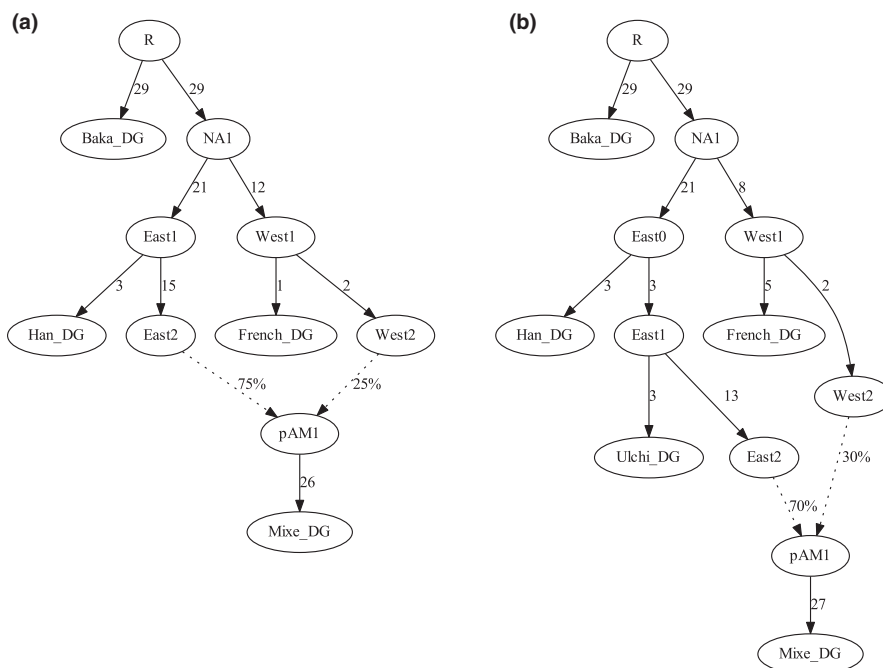 (a)
R
29
29
Baka_DG
NA1
21
12
East1
West1
3
15
1
2
Han_DG
East2
French_DG
West2
75%
25%
pAM1
26
Mixe_DG
(b)
R
29
29
Baka_DG
NA1
21
8
East0
West1
3
3
5
2
Han_DG
East1
French_DG
3
13
West2
Ulchi_DG
East2
30%
70%
pAM1
27
Mixe_DG